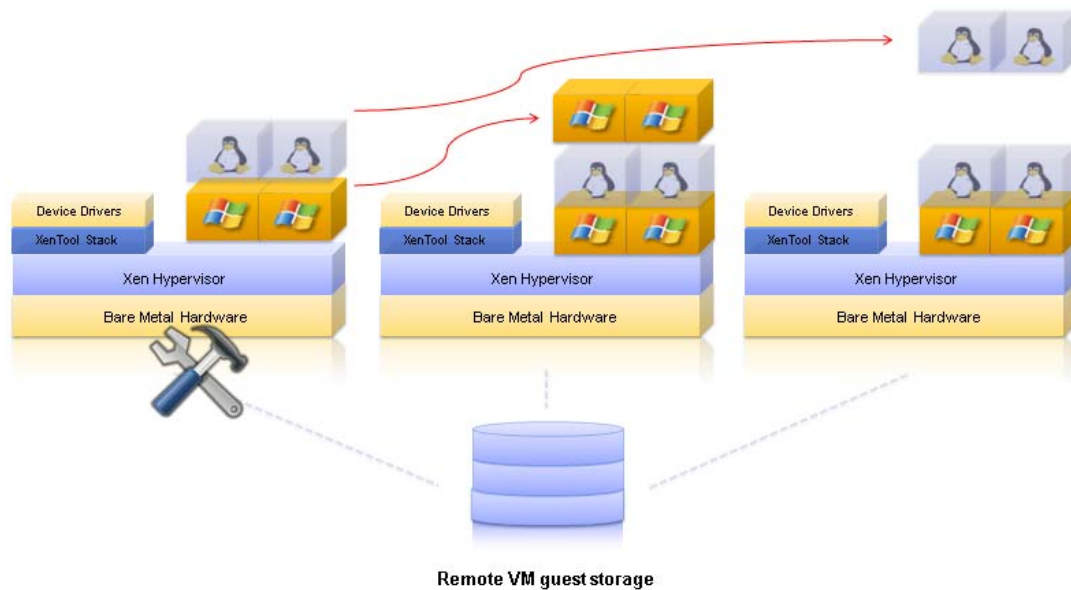 Device Drivers
XenTool Stack
Xen Hypervisor
Bare Metal Hardware
Device Drivers
XenTool Stack
Xen Hypervisor
Bare Metal Hardware
Device Drivers
XenTool Stack
Xen Hypervisor
Bare Metal Hardware
Remote VM guest storage